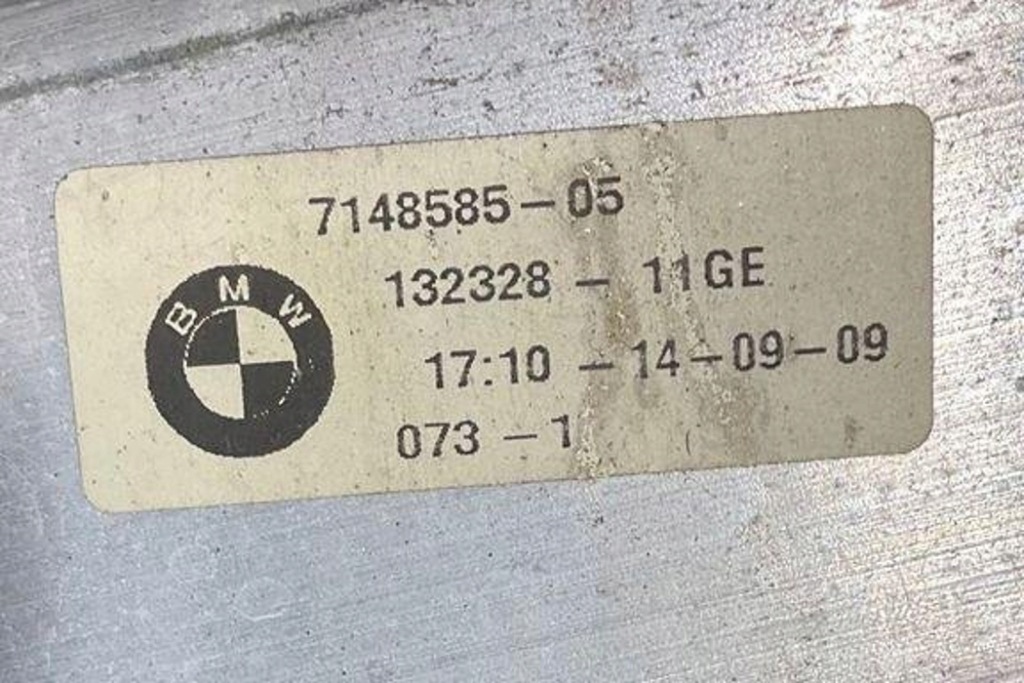 7148585-05
132328 - 11GE
BMW
17:10 - 14-09-09
073 - 1